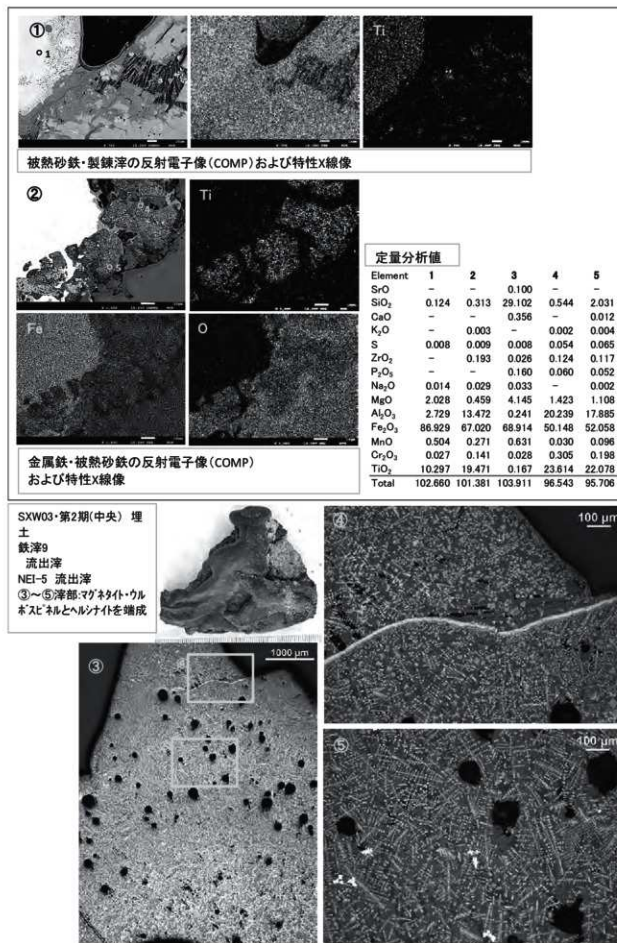 ①
1
Fe
Ti
被熱砂鉄・製錬滓の反射電子像(COMP)および特性X線像
②
Ti
Fe
O
金属鉄・被熱砂鉄の反射電子像(COMP)
および特性X線像
定量分析値
Element 1 2 3 4 5
SrO - - 0.100 - -
SiO₂ 0.124 0.313 29.102 0.544 2.031
CaO - - 0.356 - 0.012
K₂O - 0.003 - 0.002 0.004
S 0.008 0.009 0.008 0.054 0.065
ZrO₂ - 0.193 0.026 0.124 0.117
P₂O₅ - - 0.160 0.060 0.052
Na₂O 0.014 0.029 0.033 - 0.002
MgO 2.028 0.459 4.145 1.423 1.108
Al₂O₃ 2.729 13.472 0.241 20.239 17.885
Fe₂O₃ 86.929 67.020 68.914 50.148 52.058
MnO 0.504 0.271 0.631 0.030 0.096
Cr₂O₃ 0.027 0.141 0.028 0.305 0.198
TiO₂ 10.297 19.471 0.167 23.614 22.078
Total 102.660 101.381 103.911 96.543 95.706
SXW03・第2期(中央) 埋
土
鉄滓9
流出滓
NEI-5 流出滓
③～⑤滓部:マグネタイト・ウル
ボスピネルとヘルシナイトを端成
③
1000 μm
④
100 μm
⑤
100 μm